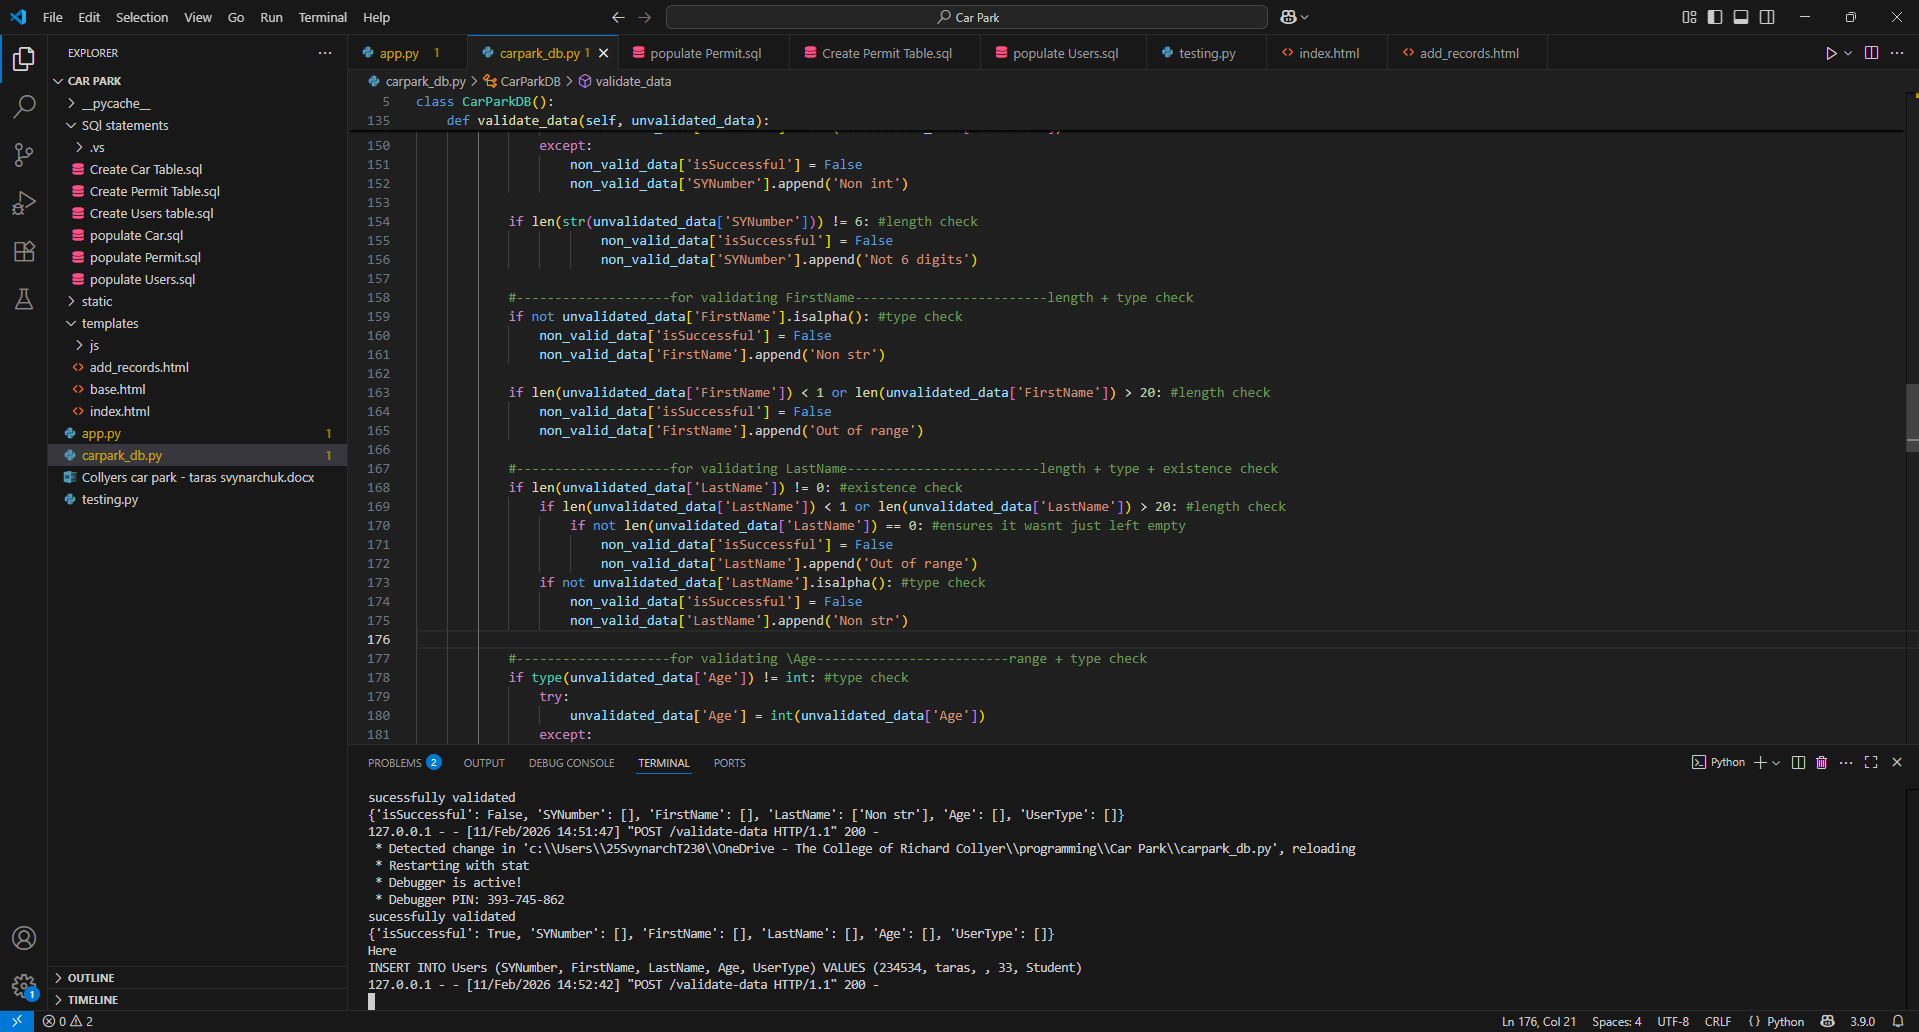 File Edit Selection View Go Run Terminal Help
Car Park
EXPLORER
CAR PARK
__pycache__
SQl statements
.vs
Create Car Table.sql
Create Permit Table.sql
Create Users table.sql
populate Car.sql
populate Permit.sql
populate Users.sql
static
templates
js
add_records.html
base.html
index.html
app.py 1
carpark_db.py 1
Collyers car park - taras svynarchuk.docx
testing.py
OUTLINE
TIMELINE
app.py 1 carpark_db.py 1 populate Permit.sql Create Permit Table.sql populate Users.sql testing.py index.html add_records.html
carpark_db.py > CarParkDB > validate_data
5 class CarParkDB():
135 def validate_data(self, unvalidated_data):
150 except:
151 non_valid_data['isSuccessful'] = False
152 non_valid_data['SYNumber'].append('Non int')
153
154 if len(str(unvalidated_data['SYNumber'])) != 6: #length check
155 non_valid_data['isSuccessful'] = False
156 non_valid_data['SYNumber'].append('Not 6 digits')
157
158 #--------------------for validating FirstName-------------------------length + type check
159 if not unvalidated_data['FirstName'].isalpha(): #type check
160 non_valid_data['isSuccessful'] = False
161 non_valid_data['FirstName'].append('Non str')
162
163 if len(unvalidated_data['FirstName']) < 1 or len(unvalidated_data['FirstName']) > 20: #length check
164 non_valid_data['isSuccessful'] = False
165 non_valid_data['FirstName'].append('Out of range')
166
167 #--------------------for validating LastName-------------------------length + type + existence check
168 if len(unvalidated_data['LastName']) != 0: #existence check
169 if len(unvalidated_data['LastName']) < 1 or len(unvalidated_data['LastName']) > 20: #length check
170 if not len(unvalidated_data['LastName']) == 0: #ensures it wasnt just left empty
171 non_valid_data['isSuccessful'] = False
172 non_valid_data['LastName'].append('Out of range')
173 if not unvalidated_data['LastName'].isalpha(): #type check
174 non_valid_data['isSuccessful'] = False
175 non_valid_data['LastName'].append('Non str')
176
177 #--------------------for validating \Age-------------------------range + type check
178 if type(unvalidated_data['Age']) != int: #type check
179 try:
180 unvalidated_data['Age'] = int(unvalidated_data['Age'])
181 except:
PROBLEMS 2 OUTPUT DEBUG CONSOLE TERMINAL PORTS
Python
sucessfully validated
{'isSuccessful': False, 'SYNumber': [], 'FirstName': [], 'LastName': ['Non str'], 'Age': [], 'UserType': []}
127.0.0.1 - - [11/Feb/2026 14:51:47] "POST /validate-data HTTP/1.1" 200 -
* Detected change in 'c:\\Users\\25SvynarchT230\\OneDrive - The College of Richard Collyer\\programming\\Car Park\\carpark_db.py', reloading
* Restarting with stat
* Debugger is active!
* Debugger PIN: 393-745-862
sucessfully validated
{'isSuccessful': True, 'SYNumber': [], 'FirstName': [], 'LastName': [], 'Age': [], 'UserType': []}
Here
INSERT INTO Users (SYNumber, FirstName, LastName, Age, UserType) VALUES (234534, taras, , 33, Student)
127.0.0.1 - - [11/Feb/2026 14:52:42] "POST /validate-data HTTP/1.1" 200 -
1
0 2
Ln 176, Col 21 Spaces: 4 UTF-8 CRLF {} Python 3.9.0